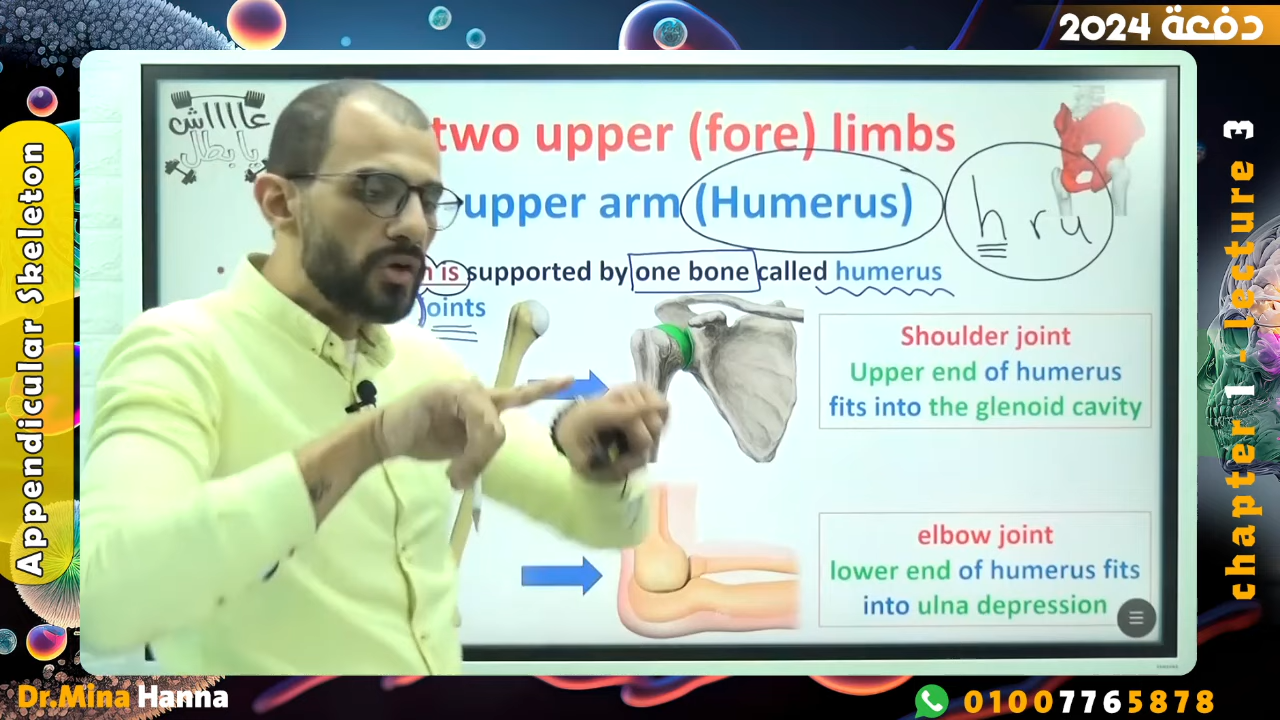 دفعة 2024
عاااااش
يا بطل
two upper (fore) limbs
upper arm (Humerus)
h r u
is supported by one bone called humerus
joints
Shoulder joint
Upper end of humerus
fits into the glenoid cavity
elbow joint
lower end of humerus fits
into ulna depression
Appendicular Skeleton
chapter 1 - lecture 3
Dr.Mina Hanna
01007765878